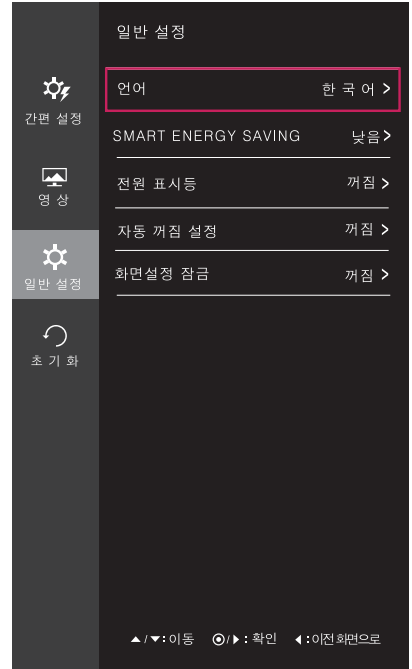 일반 설정
간편 설정
영 상
일반 설정
초 기 화
언어 한 국 어 >
SMART ENERGY SAVING 낮음 >
전원 표시등 꺼짐 >
자동 꺼짐 설정 꺼짐 >
화면설정 잠금 꺼짐 >
▲/▼: 이동 ◉/▶ : 확인 ◀ : 이전 화면으로